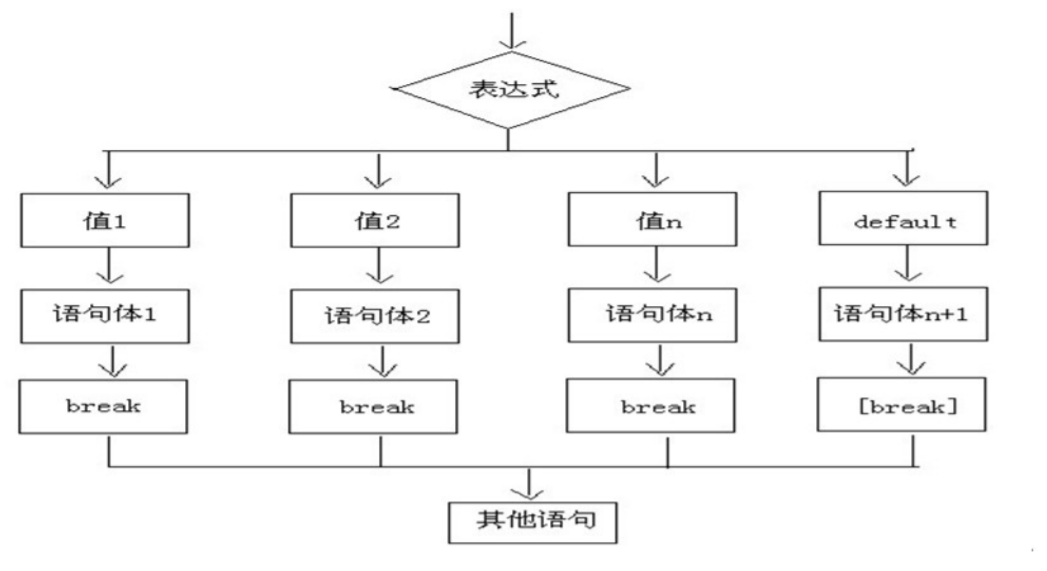 表达式
值1
值2
值n
default
语句体1
语句体2
语句体n
语句体n+1
break
break
break
[break]
其他语句